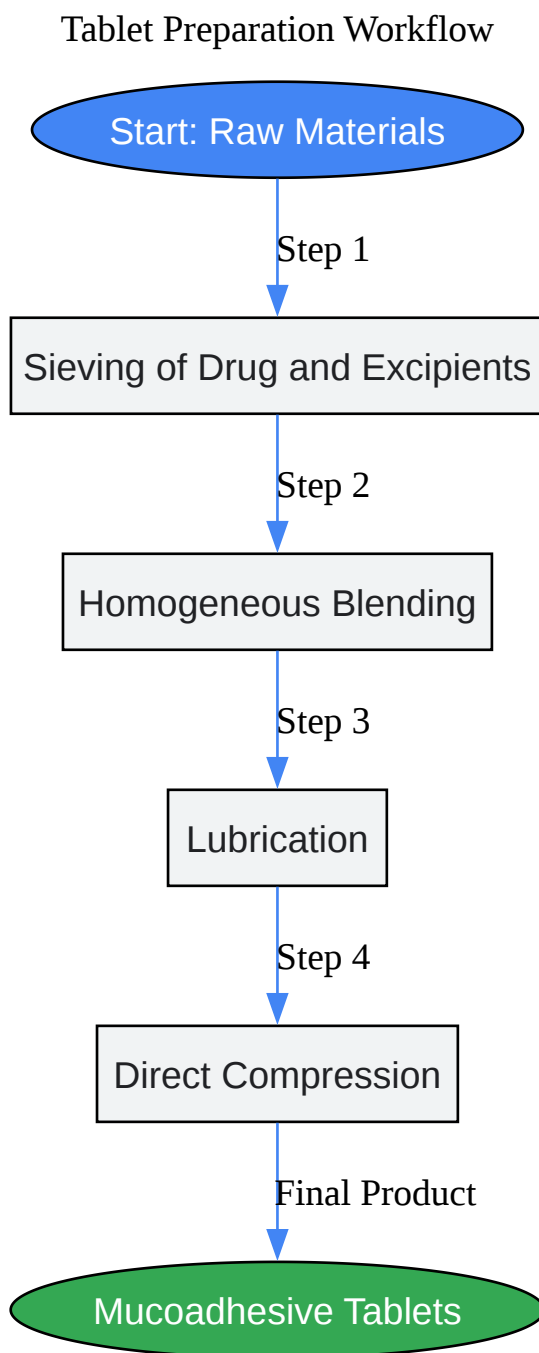 Tablet Preparation Workflow
Start: Raw Materials
Step 1
Sieving of Drug and Excipients
Step 2
Homogeneous Blending
Step 3
Lubrication
Step 4
Direct Compression
Final Product
Mucoadhesive Tablets